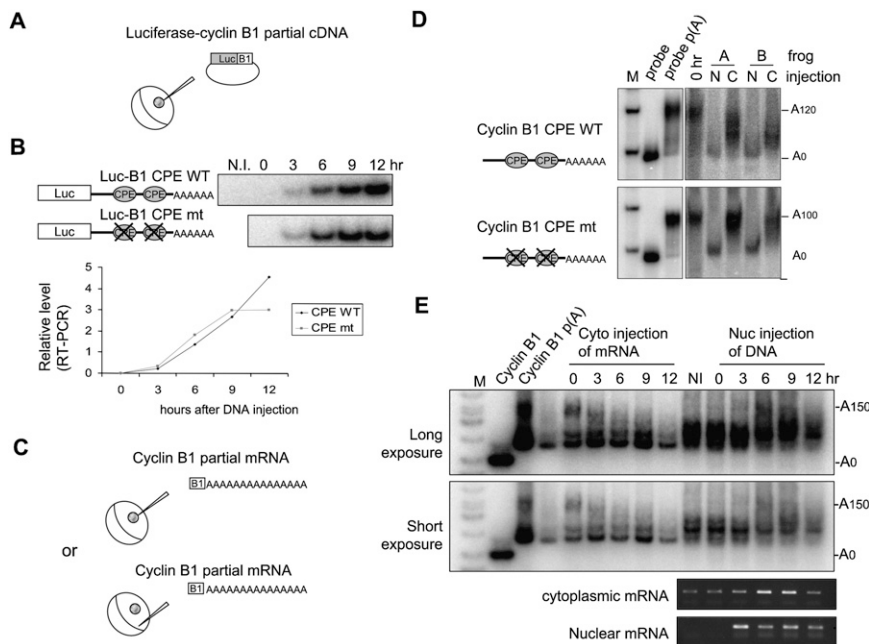 A
Luciferase-cyclin B1 partial cDNA
Luc B1
B
N.I. 0 3 6 9 12 hr
Luc-B1 CPE WT
Luc CPE CPE AAAAAA
Luc-B1 CPE mt
Luc CPE CPE AAAAAA
Relative level
(RT-PCR)
5
4
3
2
1
0
CPE WT
CPE mt
0 3 6 9 12
hours after DNA injection
C
Cyclin B1 partial mRNA
B1 AAAAAAAAAAAAAAA
or
Cyclin B1 partial mRNA
B1 AAAAAAAAAAAAAAA
D
M probe probe p(A) 0 hr
A B frog
N C N C injection
Cyclin B1 CPE WT
CPE CPE AAAAAA
A120
A0
Cyclin B1 CPE mt
CPE CPE AAAAAA
A100
A0
E
M Cyclin B1 Cyclin B1 p(A)
Cyto injection
of mRNA
Nuc injection
of DNA
0 3 6 9 12 NI 0 3 6 9 12 hr
Long
exposure
A150
A0
Short
exposure
A150
A0
cytoplasmic mRNA
Nuclear mRNA